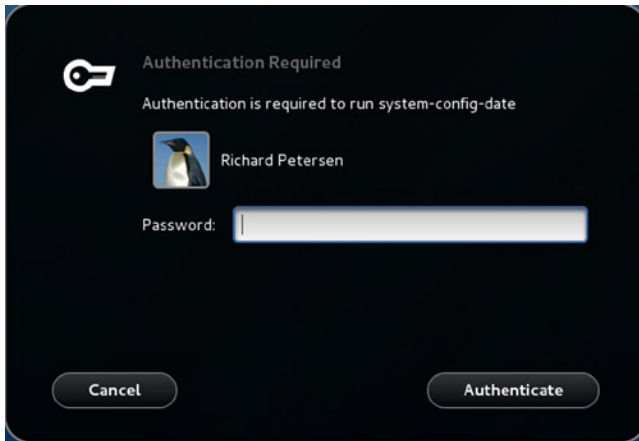 Authentication Required
Authentication is required to run system-config-date
Richard Petersen
Password:
Cancel
Authenticate